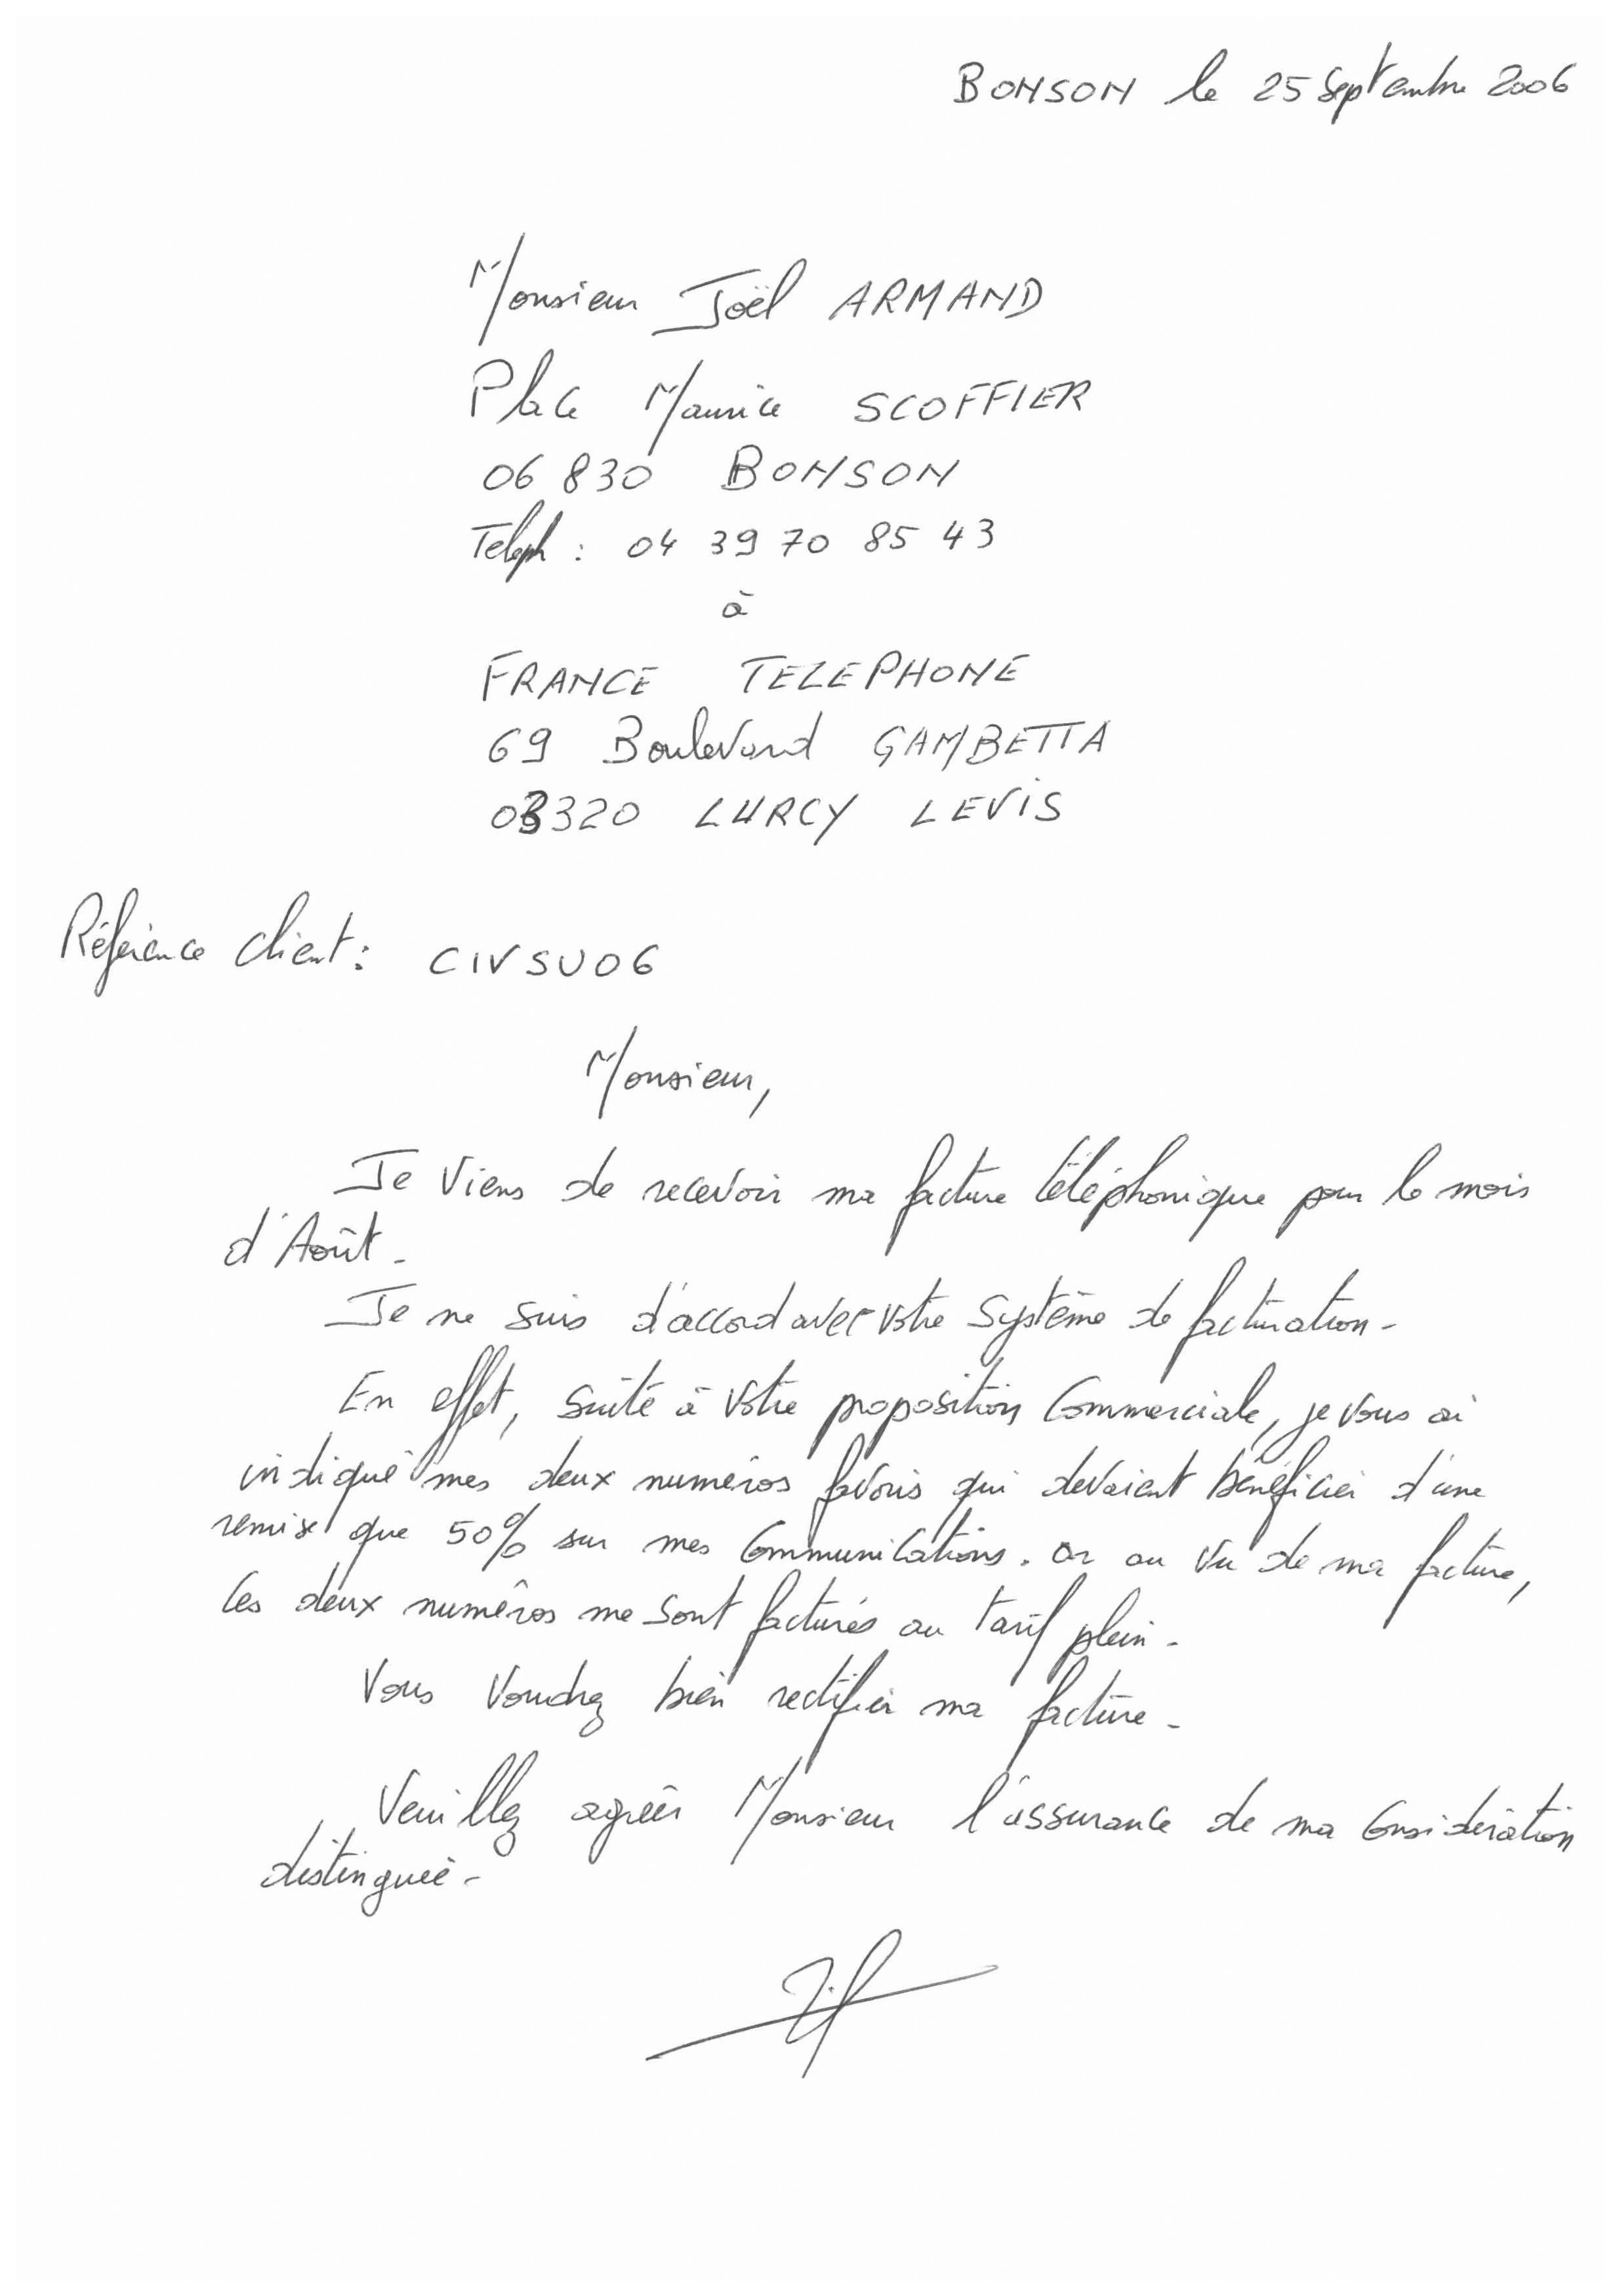 BONSON le 25 Septembre 2006
Monsieur Joël ARMAND
Place Maurice SCOFFIER
06 830 BONSON
Teleph : 04 39 70 85 43
à
FRANCE TELEPHONE
69 Boulevard GAMBETTA
03320 LURCY LEVIS
Référence client : CIVSU06
Monsieur,
Je viens de recevoir ma facture téléphonique pour le mois
d'Août -
Je ne suis d'accord avec votre système de facturation -
En effet, suite à votre proposition commerciale, je vous ai
indiqué mes deux numéros favoris qui devaient bénéficier d'une
remise que 50% sur mes communications. Or au vu de ma facture,
ces deux numéros me sont facturés au tarif plein -
Vous voudrez bien rectifier ma facture -
Veuillez agréer Monsieur l'assurance de ma considération
distinguée -